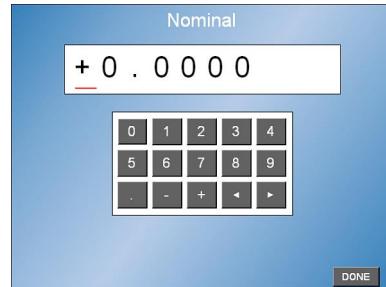 Nominal
+0.0000
0 1 2 3 4
5 6 7 8 9
. - + ◄ ►
DONE